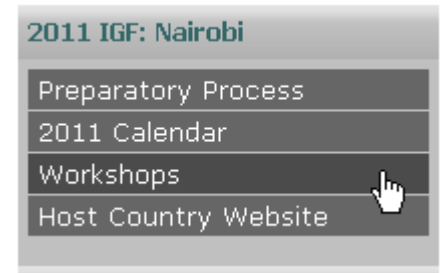 2011 IGF: Nairobi
Preparatory Process
2011 Calendar
Workshops
Host Country Website